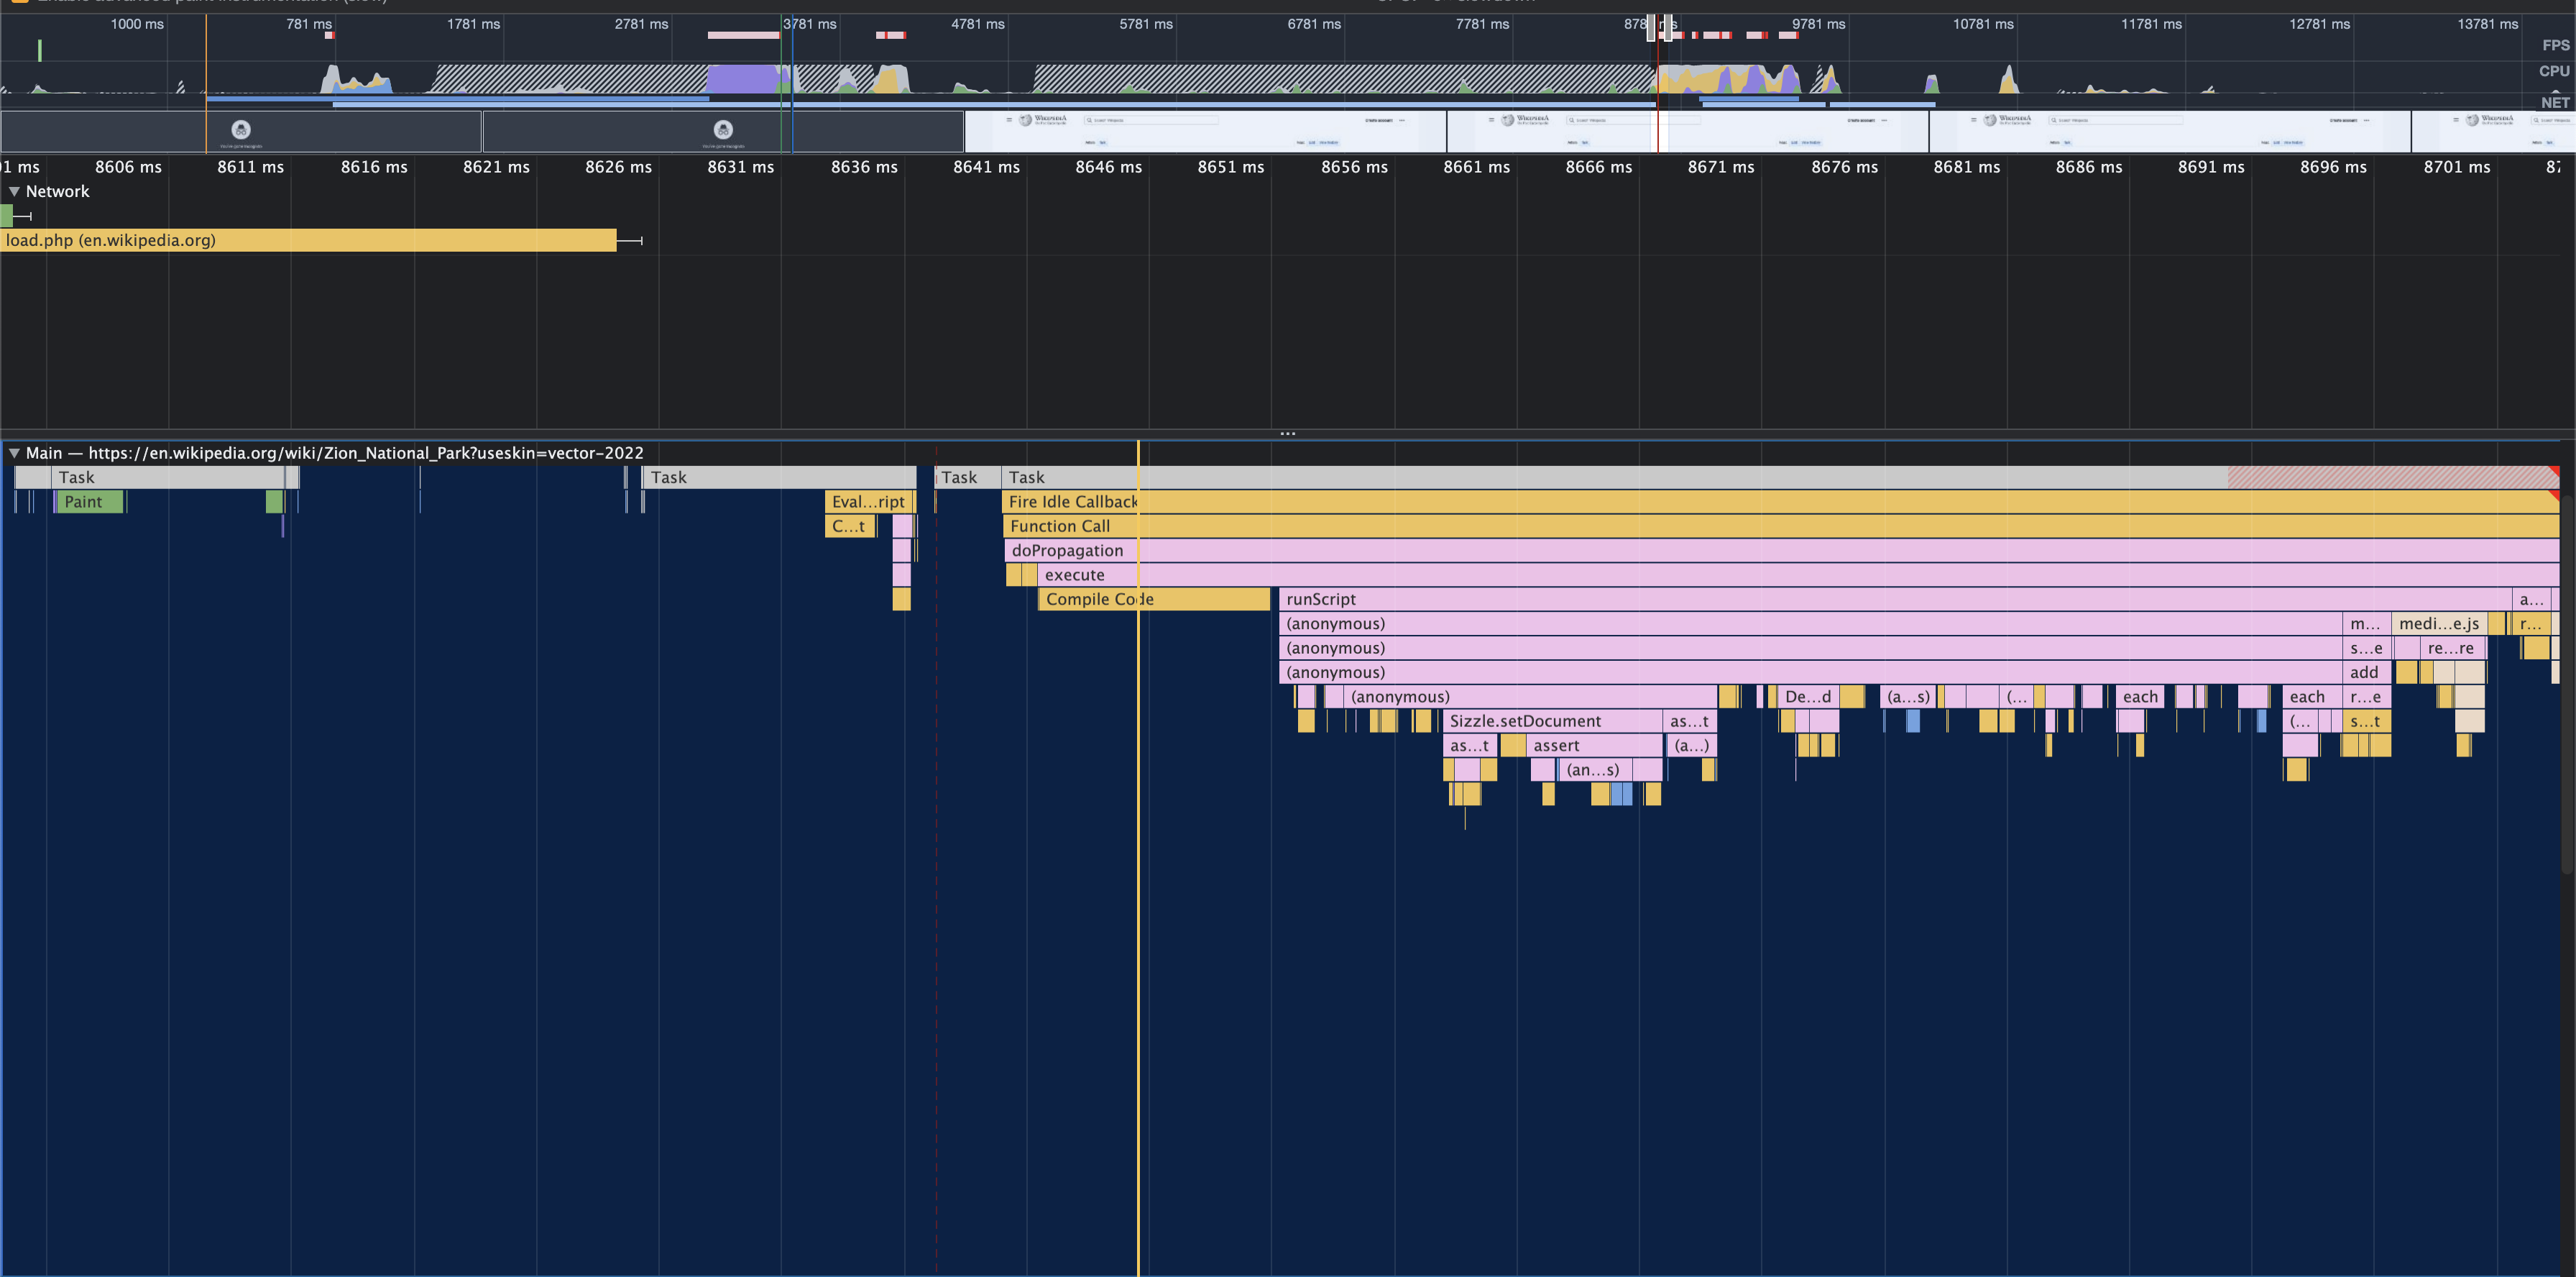 1000 ms 781 ms 1781 ms 2781 ms 3781 ms 4781 ms 5781 ms 6781 ms 7781 ms 9781 ms 10781 ms 11781 ms 12781 ms 13781 ms
FPS
CPU
NET
1 ms 8606 ms 8611 ms 8616 ms 8621 ms 8626 ms 8631 ms 8636 ms 8641 ms 8646 ms 8651 ms 8656 ms 8661 ms 8666 ms 8671 ms 8676 ms 8681 ms 8686 ms 8691 ms 8696 ms 8701 ms
Network
load.php (en.wikipedia.org)
Main — https://en.wikipedia.org/wiki/Zion_National_Park?useskin=vector-2022
Task Task Task Task
Paint Eval…ript Fire Idle Callback
C…t Function Call
doPropagation
execute
Compile Code runScript a…
(anonymous) m… medi…e.js r…
(anonymous) s…e re…re
(anonymous) add
(anonymous) De…d (a…s) (… each each r…e
Sizzle.setDocument as…t (… s…t
as…t assert (a…)
(an…s)